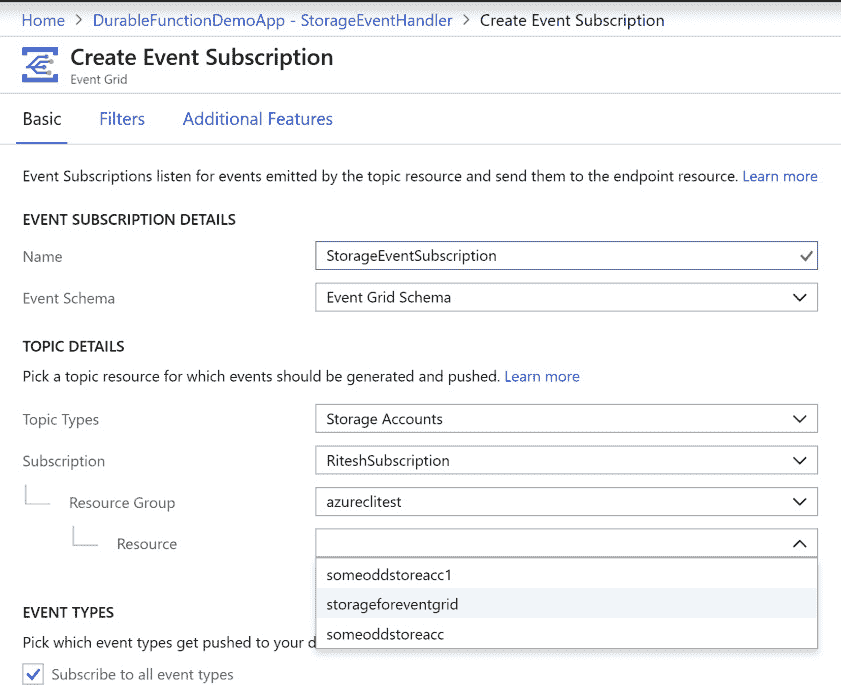 Home > DurableFunctionDemoApp - StorageEventHandler > Create Event Subscription
Create Event Subscription
Event Grid
Basic Filters Additional Features
Event Subscriptions listen for events emitted by the topic resource and send them to the endpoint resource. Learn more
EVENT SUBSCRIPTION DETAILS
Name StorageEventSubscription
Event Schema Event Grid Schema
TOPIC DETAILS
Pick a topic resource for which events should be generated and pushed. Learn more
Topic Types Storage Accounts
Subscription RiteshSubscription
Resource Group azureclitest
Resource
someoddstoreacc1
storageforeventgrid
someoddstoreacc
EVENT TYPES
Pick which event types get pushed to your d
Subscribe to all event types